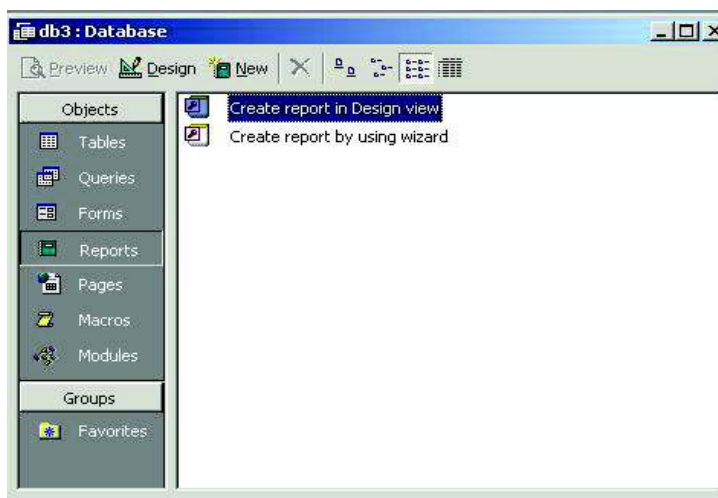 db3 : Database
Preview Design New
Objects
Tables
Queries
Forms
Reports
Pages
Macros
Modules
Groups
Favorites
Create report in Design view
Create report by using wizard